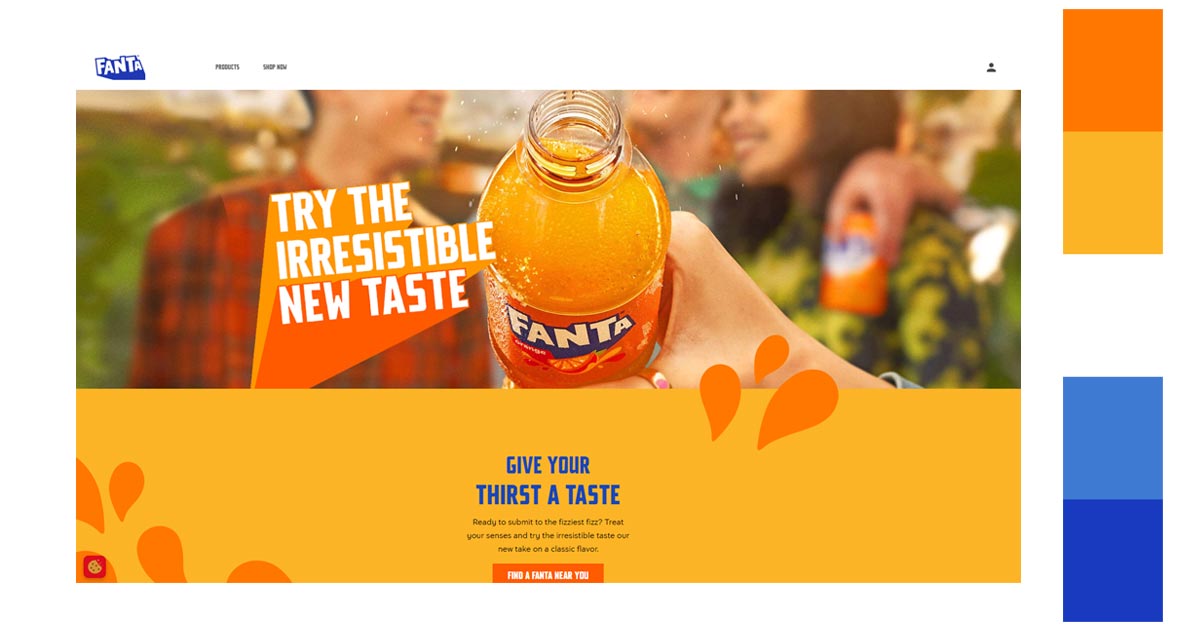 FANTA
PRODUCTS
SHOP NOW
TRY THE
IRRESISTIBLE
NEW TASTE
FANTA
orange
GIVE YOUR
THIRST A TASTE
Ready to submit to the fizziest fizz? Treat
your senses and try the irresistible taste our
new take on a classic flavor.
FIND A FANTA NEAR YOU